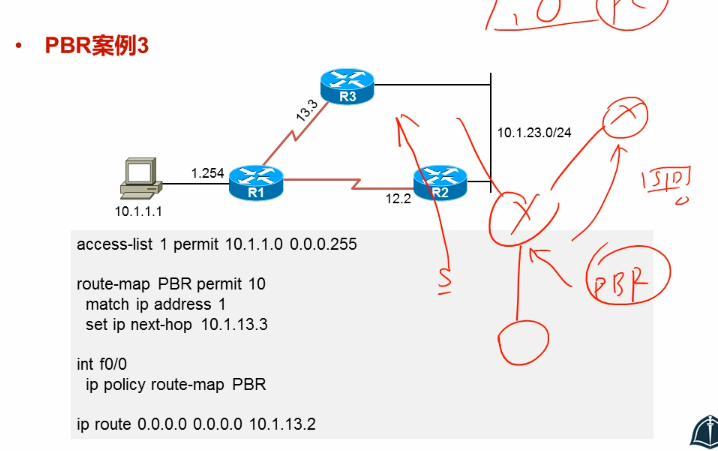 • PBR案例3
R3
13.3
10.1.23.0/24
1.254
R1
R2
12.2
10.1.1.1
S
S|D
PBR
access-list 1 permit 10.1.1.0 0.0.0.255
route-map PBR permit 10
match ip address 1
set ip next-hop 10.1.13.3
int f0/0
ip policy route-map PBR
ip route 0.0.0.0 0.0.0.0 10.1.13.2